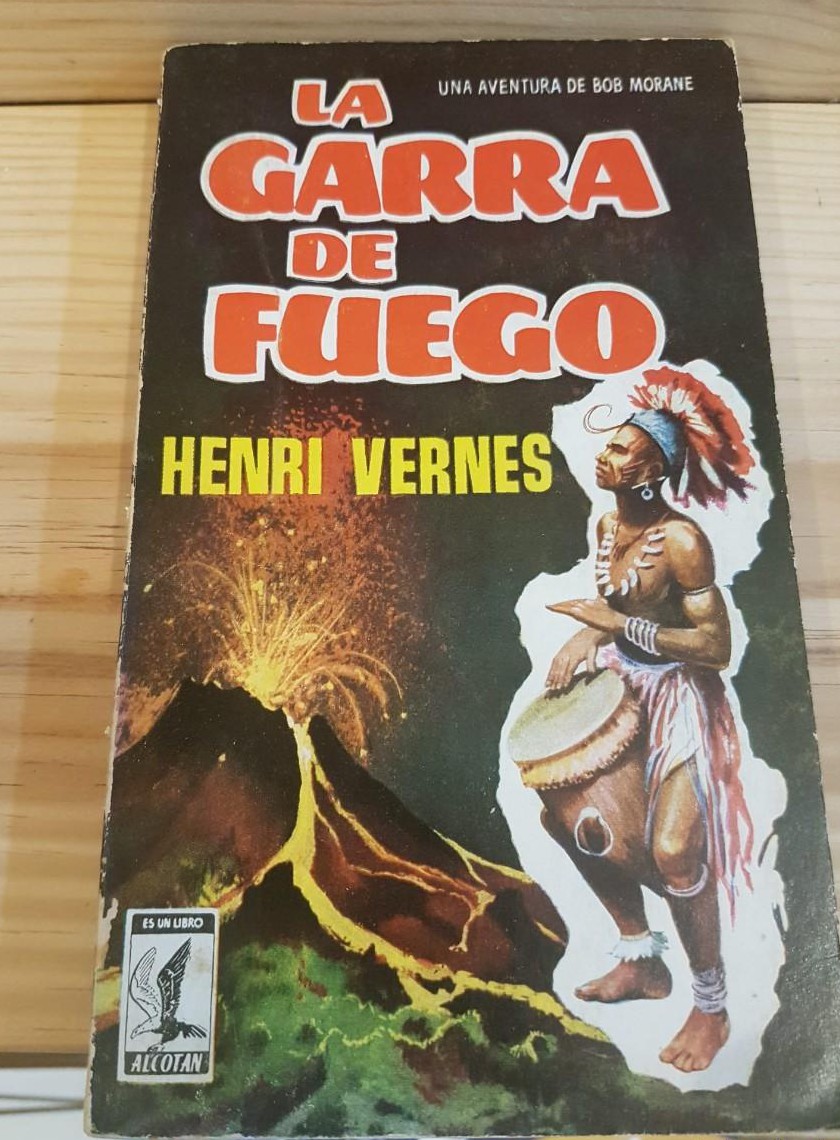 UNA AVENTURA DE BOB MORANE
LA
GARRA
DE
FUEGO
HENRI VERNES
ES UN LIBRO
ALCOTAN